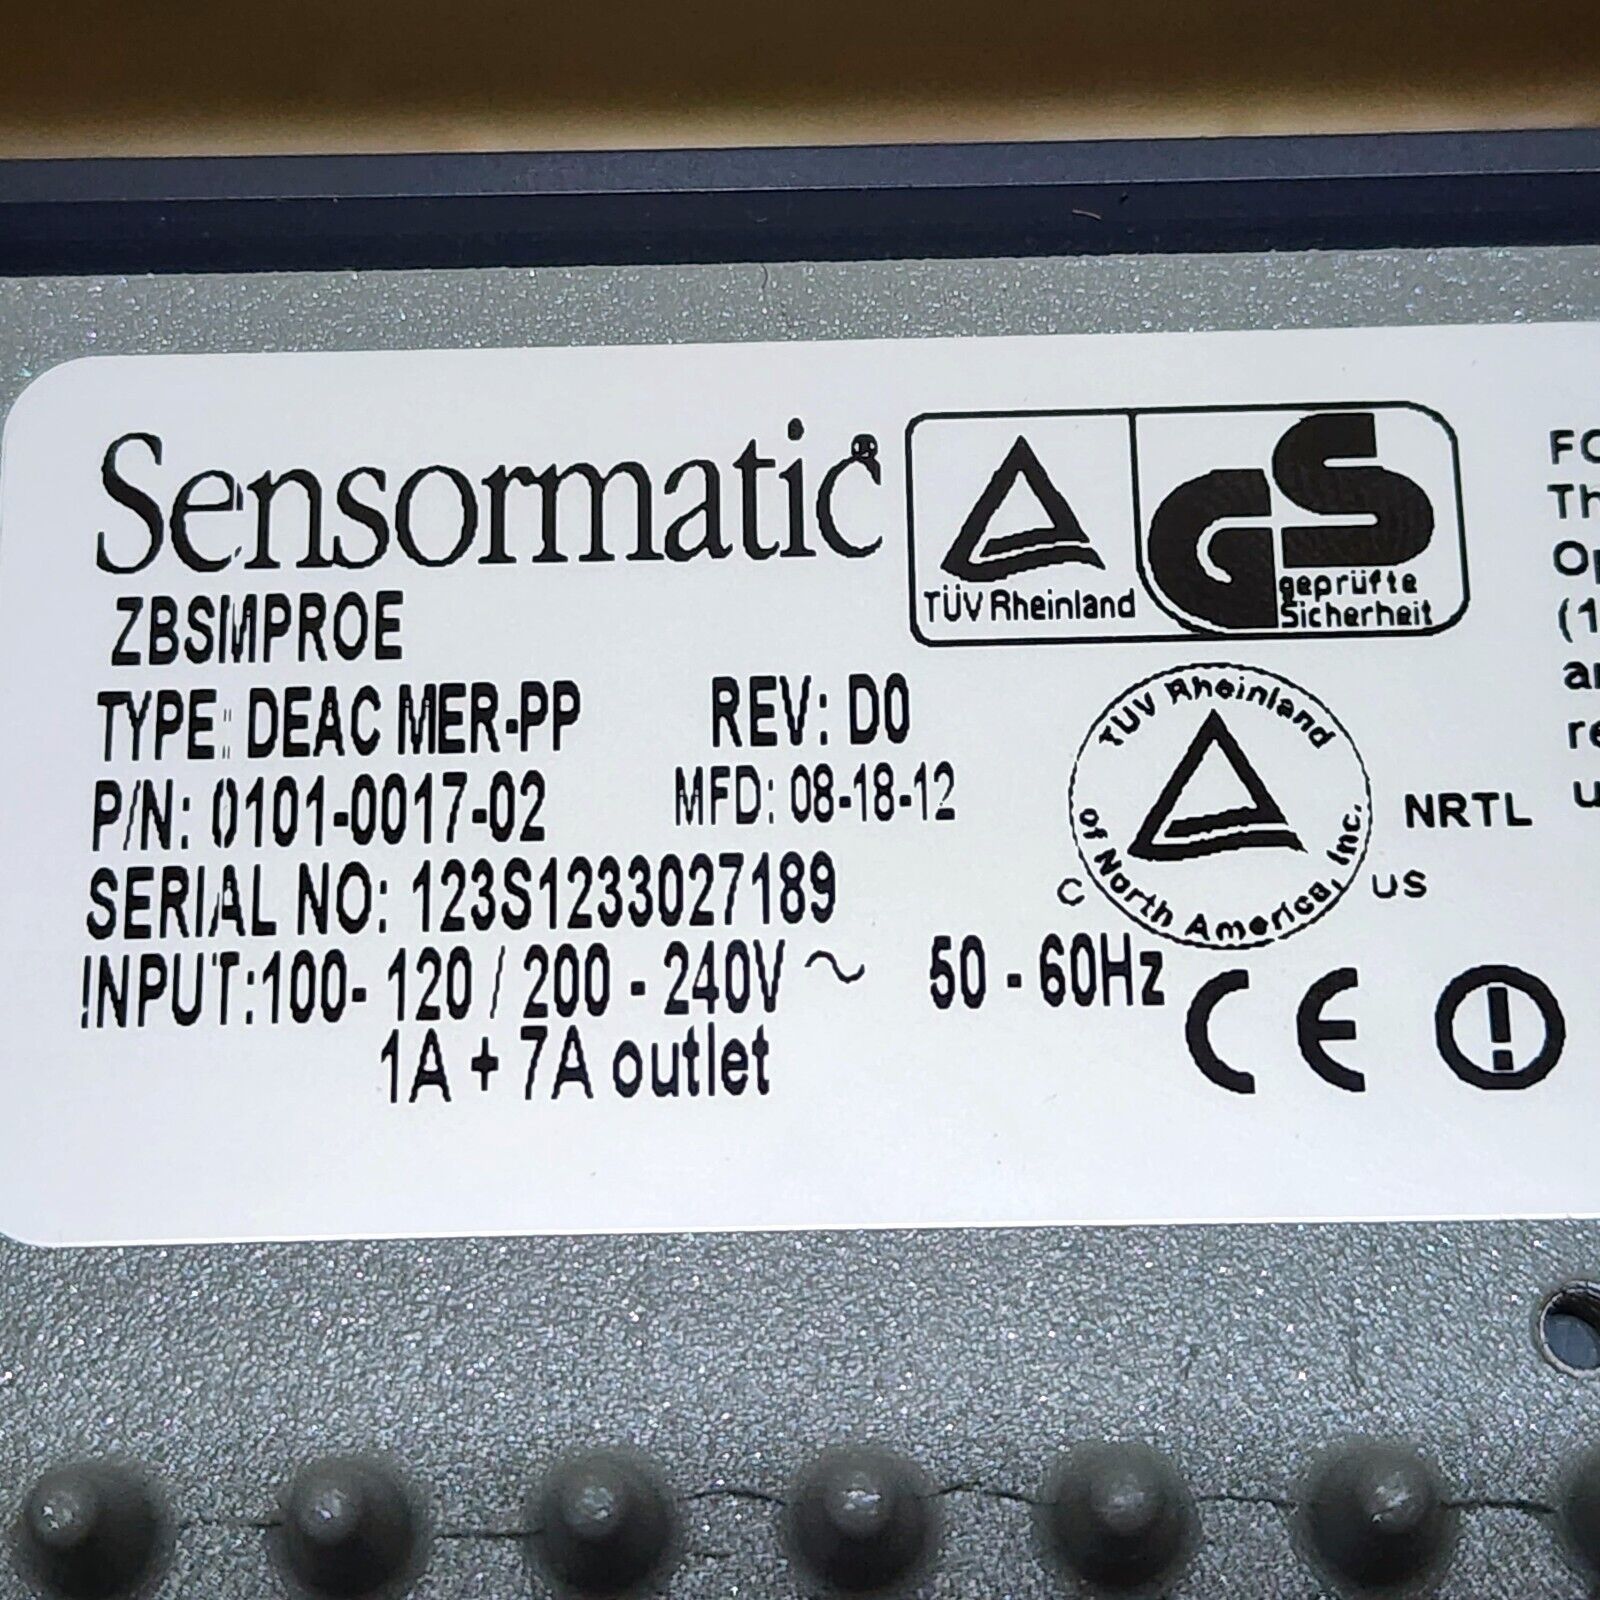 Sensormatic
ZBSMPROE
TYPE: DEAC MER-PP REV: D0
P/N: 0101-0017-02 MFD: 08-18-12
SERIAL NO: 123S1233027189
INPUT:100- 120 / 200 - 240V ~ 50 - 60Hz
1A + 7A outlet
TÜV Rheinland
GS
geprüfte
Sicherheit
TÜV Rheinland
of North America, Inc.
C US
NRTL
CE